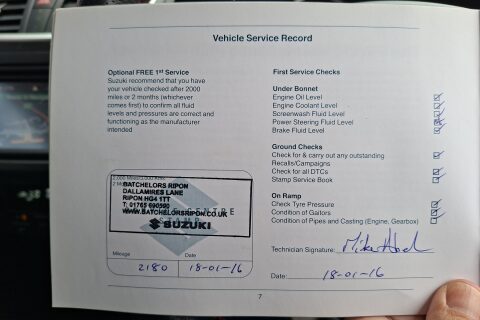 Vehicle Service Record
Optional FREE 1st Service
Suzuki recommend that you have
your vehicle checked after 2000
miles or 2 months (whichever
comes first) to confirm all fluid
levels and pressures are correct and
functioning as the manufacturer
intended
BATCHELORS RIPON
DALLAMIRES LANE
RIPON HG4 1TT
T: 01765 690590
WWW.BATCHELORSRIPON.CO.UK
SUZUKI
Mileage
Date
2180
18-01-16
First Service Checks
Under Bonnet
Engine Oil Level
Engine Coolant Level
Screenwash Fluid Level
Power Steering Fluid Level
Brake Fluid Level
Ground Checks
Check for & carry out any outstanding
Recalls/Campaigns
Check for all DTCs
Stamp Service Book
On Ramp
Check Tyre Pressure
Condition of Gaitors
Condition of Pipes and Casting (Engine, Gearbox)
Technician Signature:
Date: 18-01-16
7